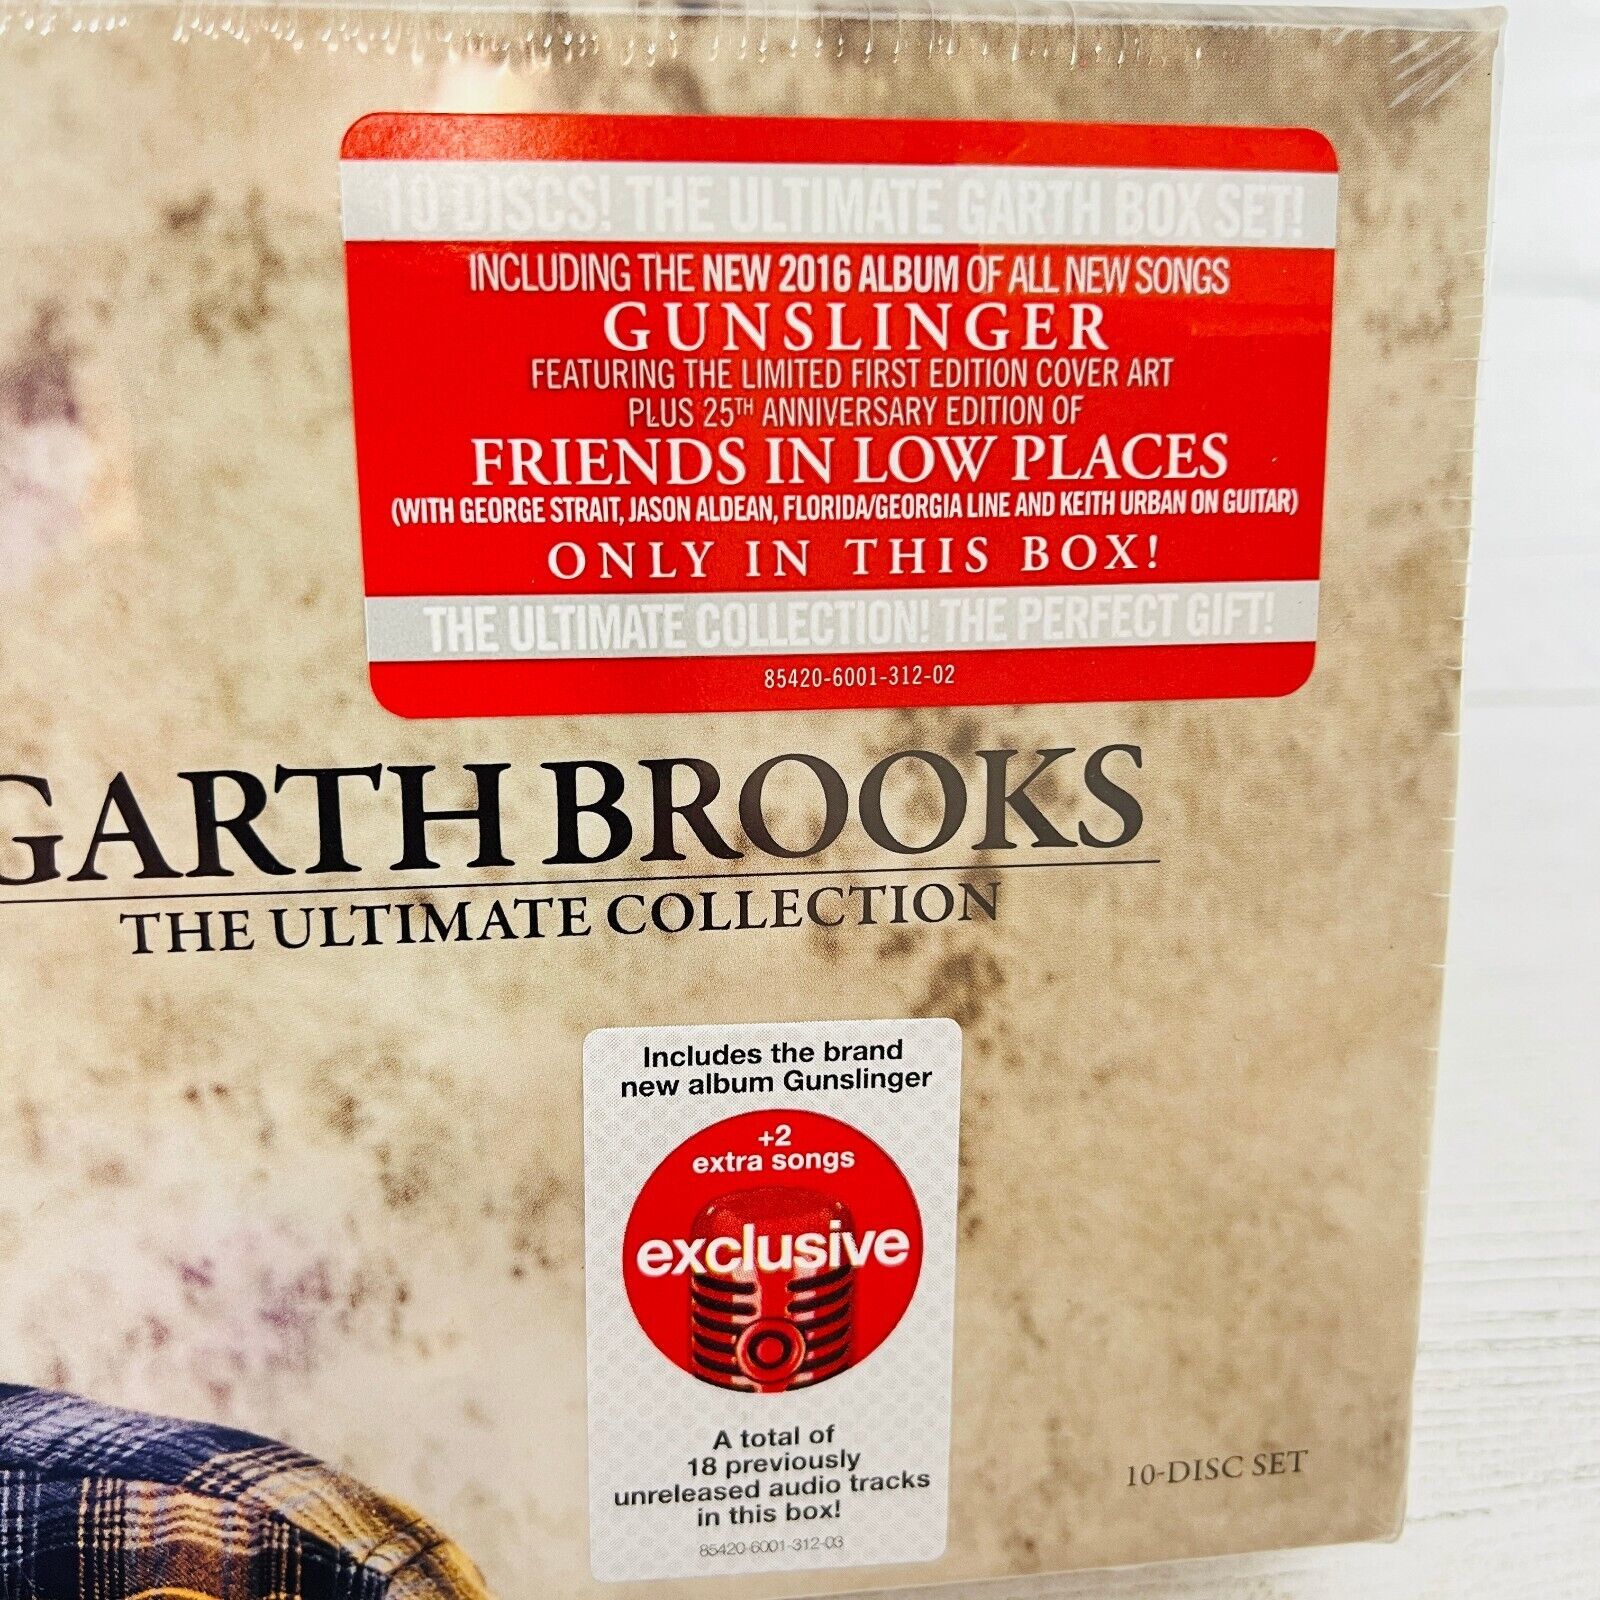 10 DISCS! THE ULTIMATE GARTH BOX SET!
INCLUDING THE NEW 2016 ALBUM OF ALL NEW SONGS
GUNSLINGER
FEATURING THE LIMITED FIRST EDITION COVER ART
PLUS 25TH ANNIVERSARY EDITION OF
FRIENDS IN LOW PLACES
(WITH GEORGE STRAIT, JASON ALDEAN, FLORIDA/GEORGIA LINE AND KEITH URBAN ON GUITAR)
ONLY IN THIS BOX!
THE ULTIMATE COLLECTION! THE PERFECT GIFT!
85420-6001-312-02
GARTH BROOKS
THE ULTIMATE COLLECTION
Includes the brand
new album Gunslinger
+2
extra songs
exclusive
A total of
18 previously
unreleased audio tracks
in this box!
85420-6001-312-03
10-DISC SET